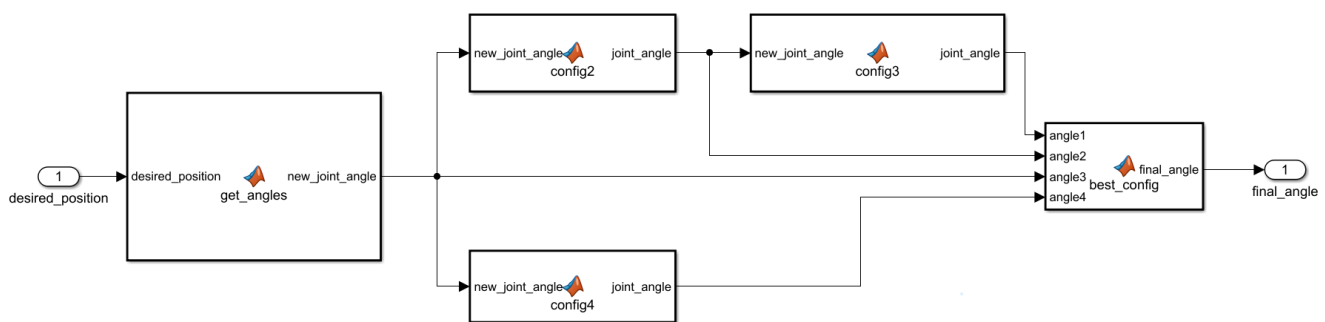 1
desired_position
desired_position
new_joint_angle
get_angles
new_joint_angle
joint_angle
config2
new_joint_angle
joint_angle
config3
new_joint_angle
joint_angle
config4
angle1
angle2
angle3
angle4
final_angle
best_config
1
final_angle